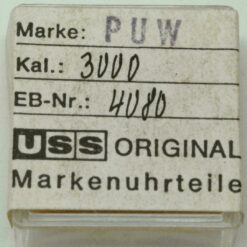 Marke: PUW
Kal.: 3000
EB-Nr.: 4080
USS ORIGINAL
Markenuhrteile